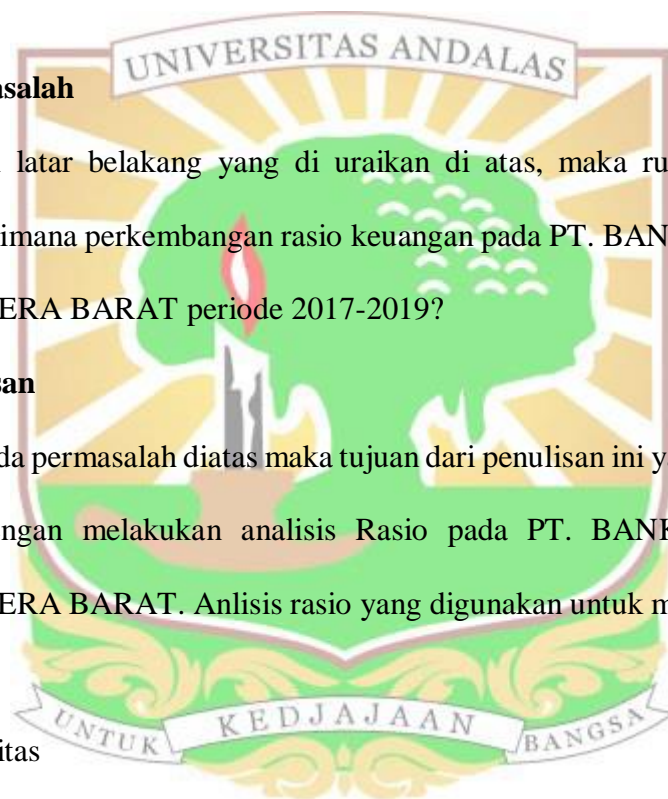 UNIVERSITAS ANDALAS
asalah
latar belakang yang di uraikan di atas, maka ru
imana perkembangan rasio keuangan pada PT. BAN
ERA BARAT periode 2017-2019?
san
da permasalah diatas maka tujuan dari penulisan ini y
ngan melakukan analisis Rasio pada PT. BANK
ERA BARAT. Anlisis rasio yang digunakan untuk m
UNTUK KEDJAJAAN BANGSA
itas